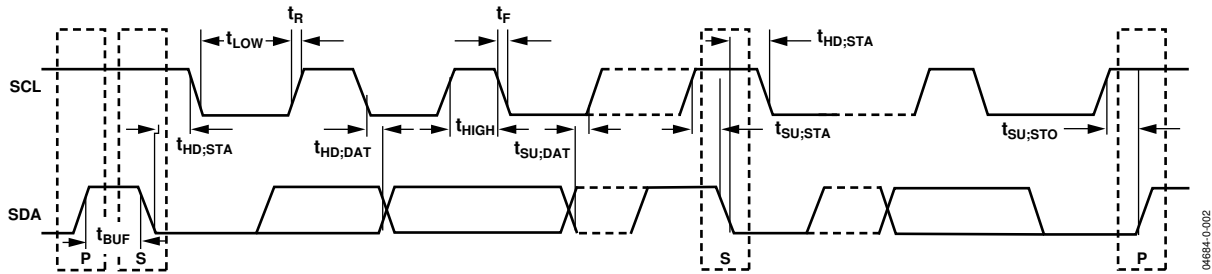 tR
tF
tLOW
tHD;STA
SCL
tHD;STA
tHD;DAT
tHIGH
tSU;DAT
tSU;STA
tSU;STO
SDA
tBUF
P
S
S
P
04684-0-002